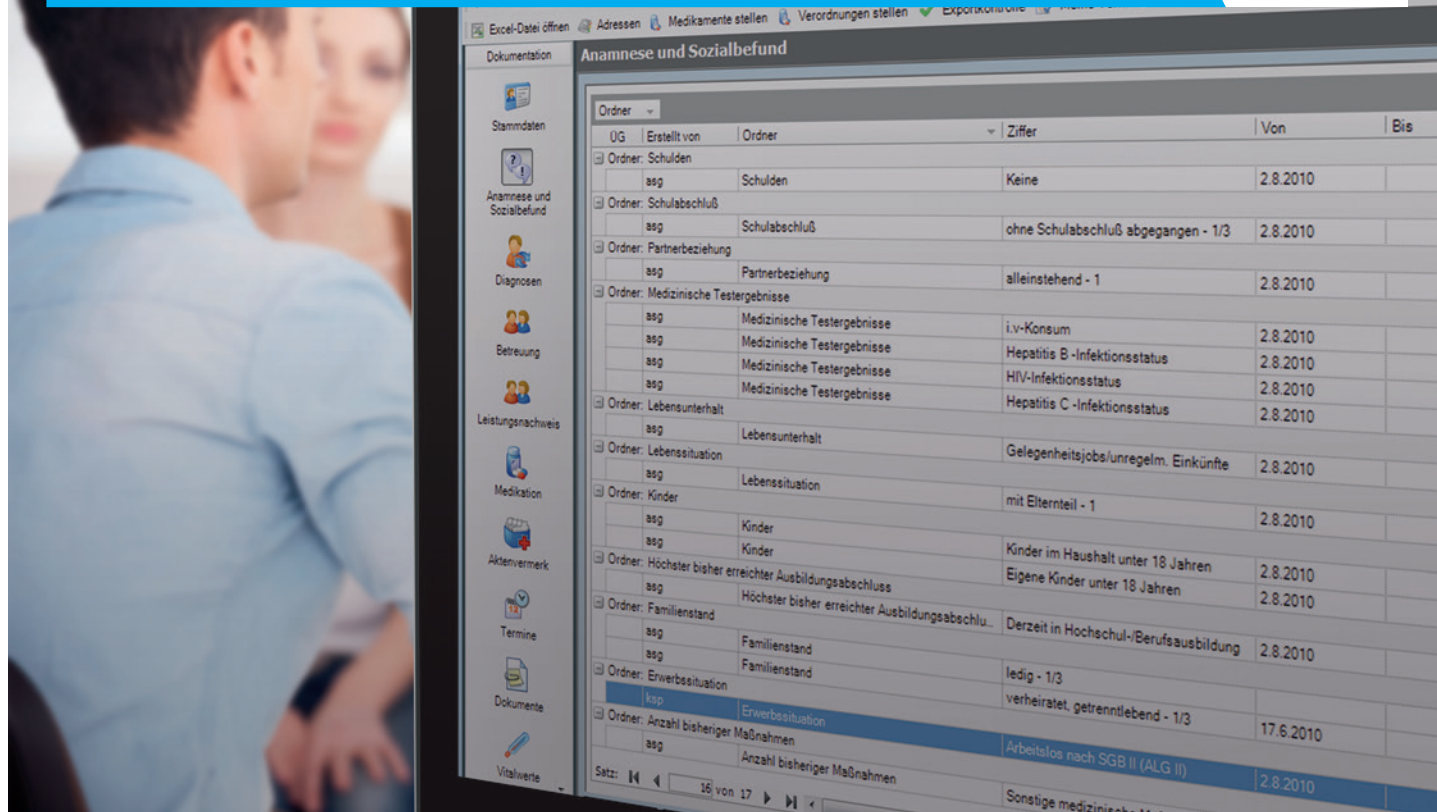 Excel-Datei öffnen Adressen Medikamente stellen Verordnungen stellen Exportkontrolle
Dokumentation
Stammdaten
Anamnese und
Sozialbefund
Diagnosen
Betreuung
Leistungsnachweis
Medikation
Aktenvermerk
12
Termine
Dokumente
Vitalwerte
Anamnese und Sozialbefund
Ordner
ÜG Erstellt von Ordner Ziffer Von Bis
Ordner: Schulden
asg Schulden Keine 2.8.2010
Ordner: Schulabschluß
asg Schulabschluß ohne Schulabschluß abgegangen - 1/3 2.8.2010
Ordner: Partnerbeziehung
asg Partnerbeziehung alleinstehend - 1 2.8.2010
Ordner: Medizinische Testergebnisse
asg Medizinische Testergebnisse i.v-Konsum 2.8.2010
asg Medizinische Testergebnisse Hepatitis B -Infektionsstatus 2.8.2010
asg Medizinische Testergebnisse HIV-Infektionsstatus 2.8.2010
asg Medizinische Testergebnisse Hepatitis C -Infektionsstatus 2.8.2010
Ordner: Lebensunterhalt
asg Lebensunterhalt Gelegenheitsjobs/unregelm. Einkünfte 2.8.2010
Ordner: Lebenssituation
asg Lebenssituation mit Elternteil - 1 2.8.2010
Ordner: Kinder
asg Kinder Kinder im Haushalt unter 18 Jahren 2.8.2010
asg Kinder Eigene Kinder unter 18 Jahren 2.8.2010
Ordner: Höchster bisher erreichter Ausbildungsabschluss
asg Höchster bisher erreichter Ausbildungsabschlu... Derzeit in Hochschul-/Berufsausbildung 2.8.2010
Ordner: Familienstand
asg Familienstand ledig - 1/3
asg Familienstand verheiratet, getrenntlebend - 1/3 17.6.2010
Ordner: Erwerbssituation
ksp Erwerbssituation Arbeitslos nach SGB II (ALG II) 2.8.2010
Ordner: Anzahl bisheriger Maßnahmen
asg Anzahl bisheriger Maßnahmen Sonstige medizinische
Satz: 16 von 17